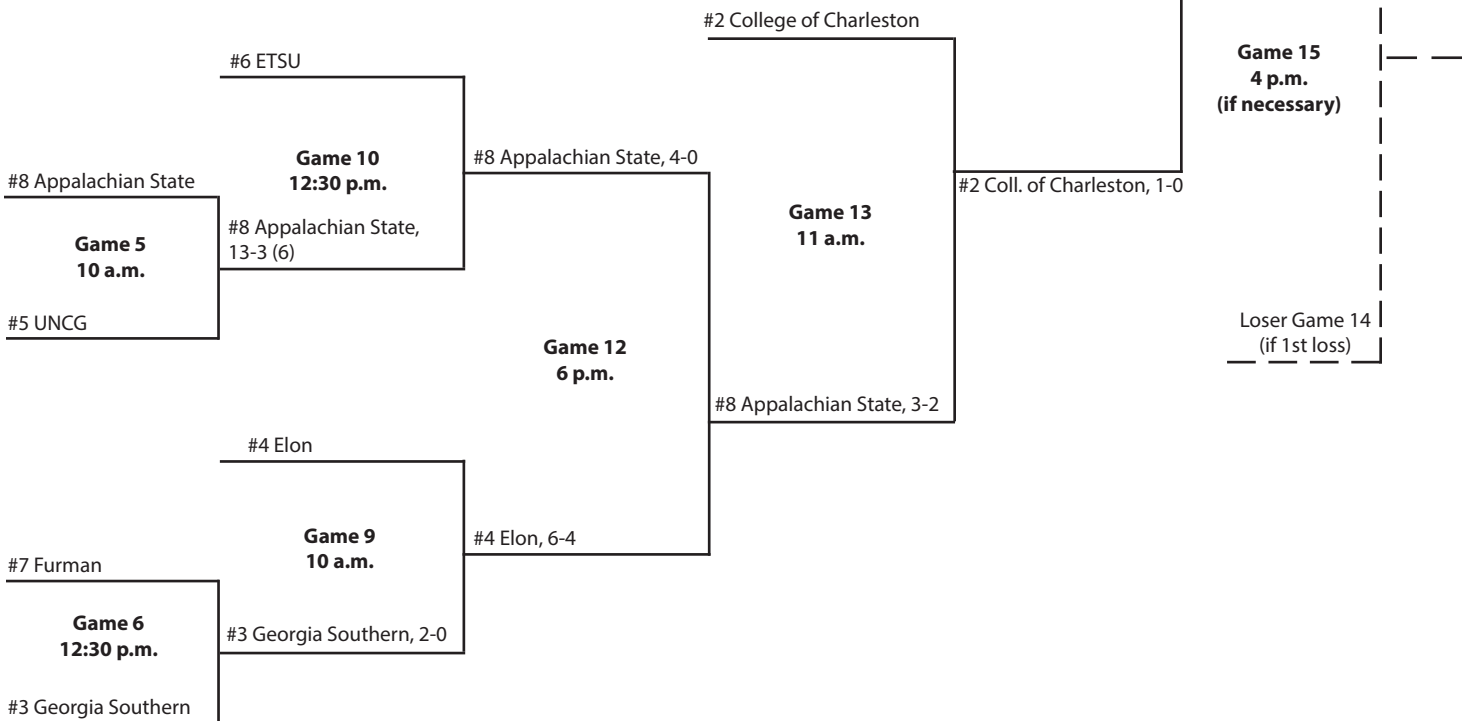 #2 College of Charleston
#6 ETSU
Game 15
4 p.m.
(if necessary)
Game 10
12:30 p.m.
#8 Appalachian State, 4-0
#8 Appalachian State
#2 Coll. of Charleston, 1-0
Game 13
11 a.m.
#8 Appalachian State,
13-3 (6)
Game 5
10 a.m.
#5 UNCG
Loser Game 14
(if 1st loss)
Game 12
6 p.m.
#8 Appalachian State, 3-2
#4 Elon
Game 9
10 a.m.
#4 Elon, 6-4
#7 Furman
Game 6
12:30 p.m.
#3 Georgia Southern, 2-0
#3 Georgia Southern